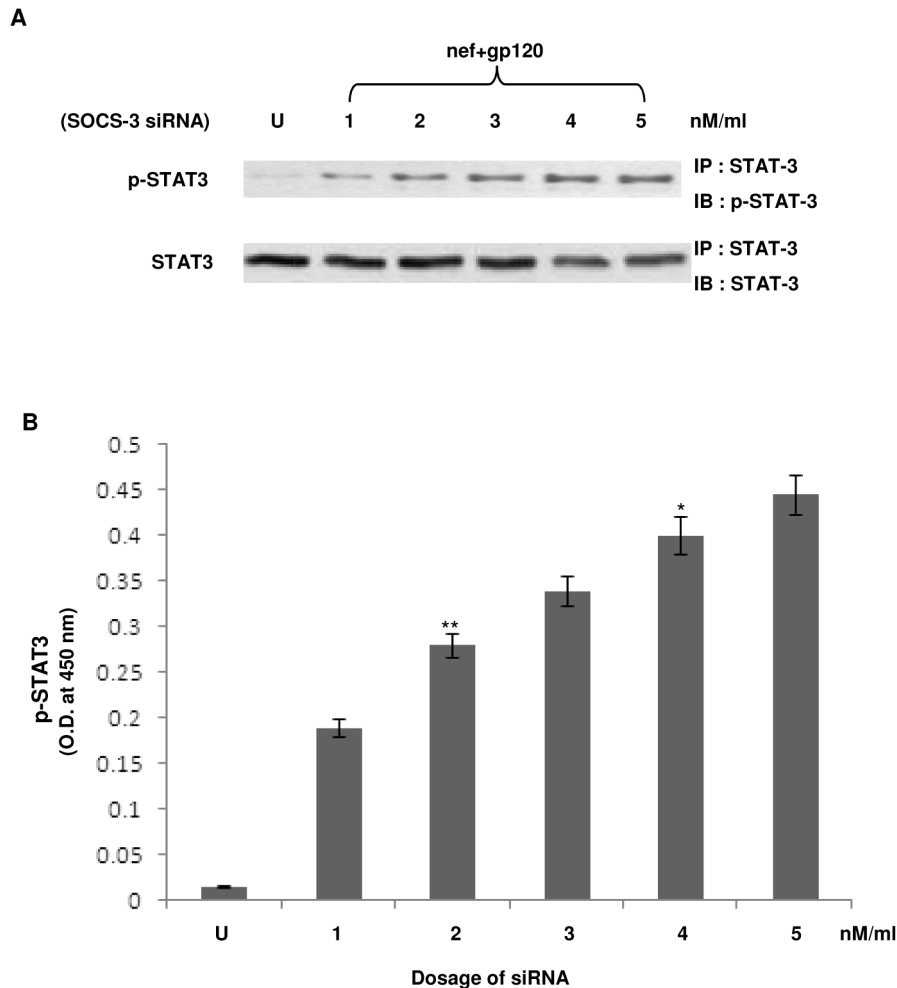 A
nef+gp120
(SOCS-3 siRNA) U 1 2 3 4 5 nM/ml
p-STAT3
IP : STAT-3
IB : p-STAT-3
STAT3
IP : STAT-3
IB : STAT-3
B
p-STAT3
(O.D. at 450 nm)
0.5
0.45
0.4
0.35
0.3
0.25
0.2
0.15
0.1
0.05
0
**
*
U 1 2 3 4 5 nM/ml
Dosage of siRNA